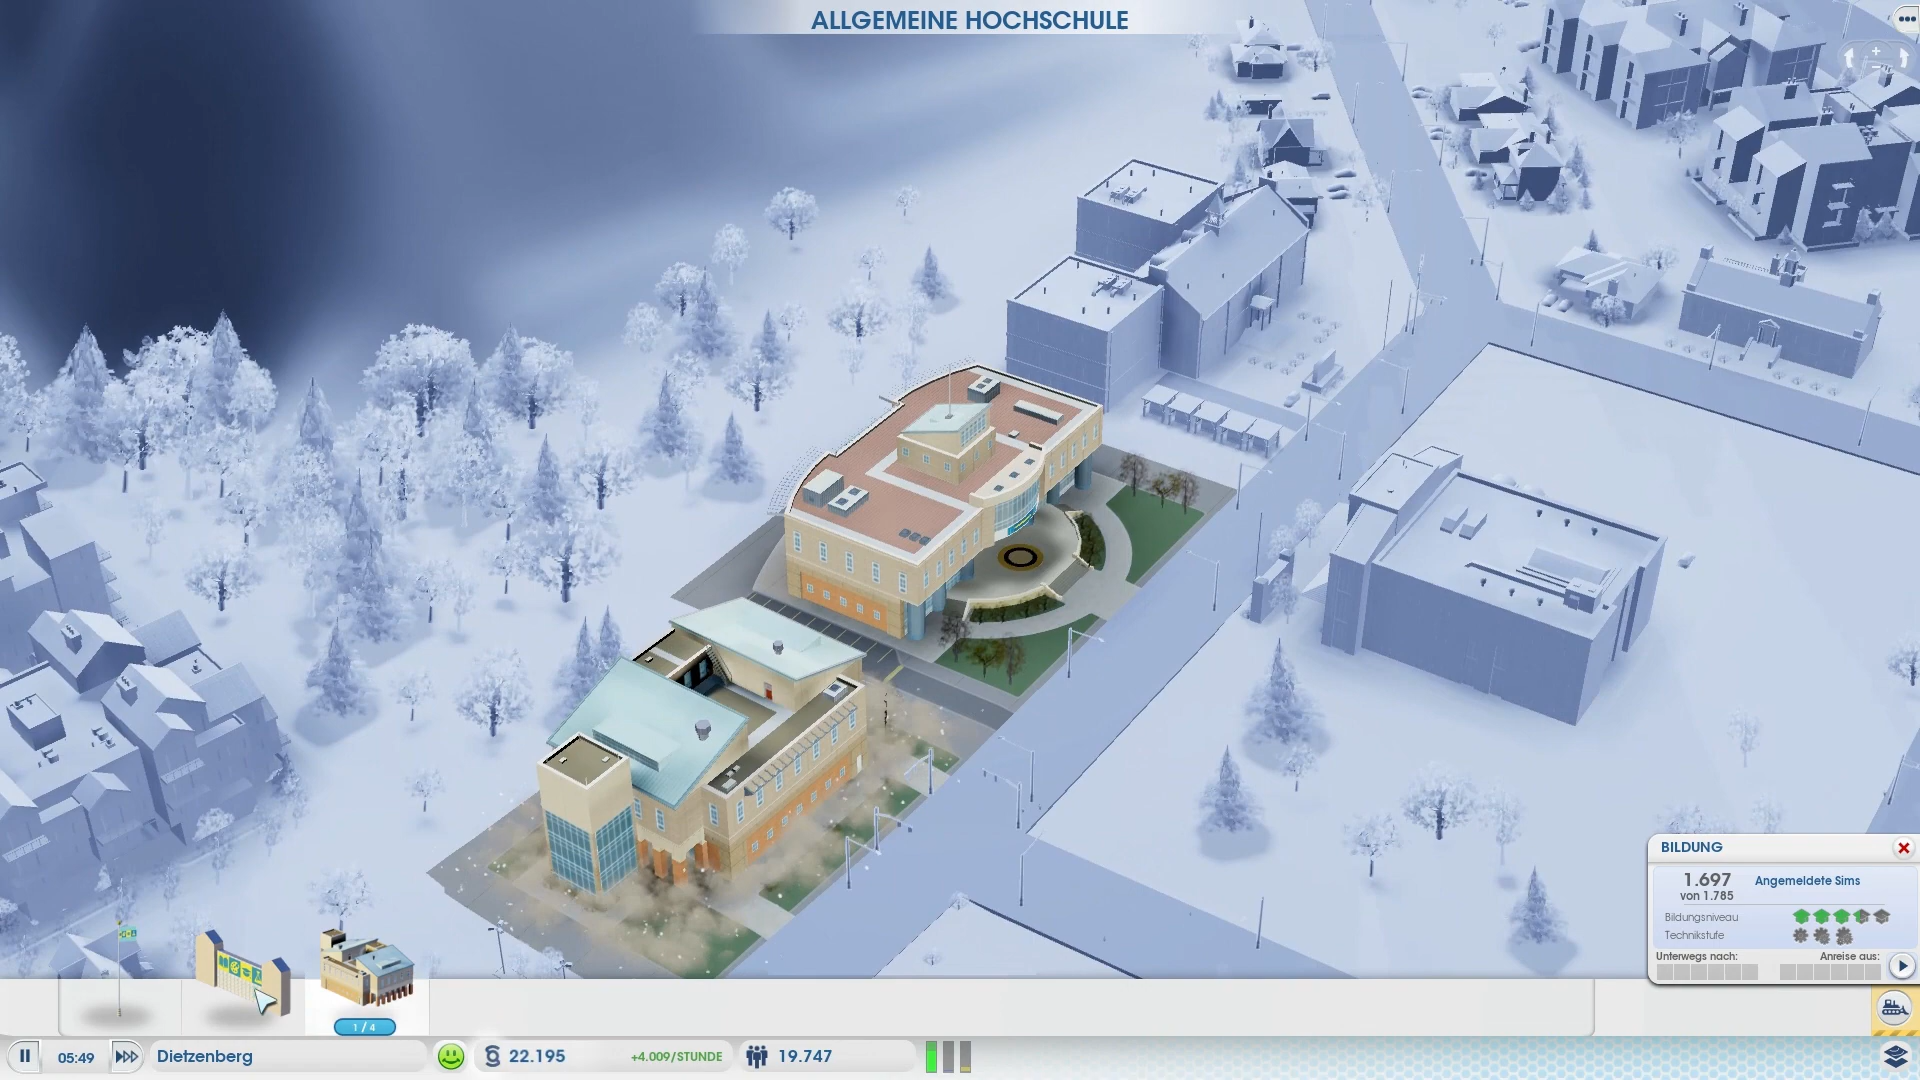 ALLGEMEINE HOCHSCHULE
BILDUNG
1.697
von 1.785
Angemeldete Sims
Bildungsniveau
Technikstufe
Unterwegs nach:
Anreise aus:
1 / 4
05:49
Dietzenberg
22.195
+4.009/STUNDE
19.747